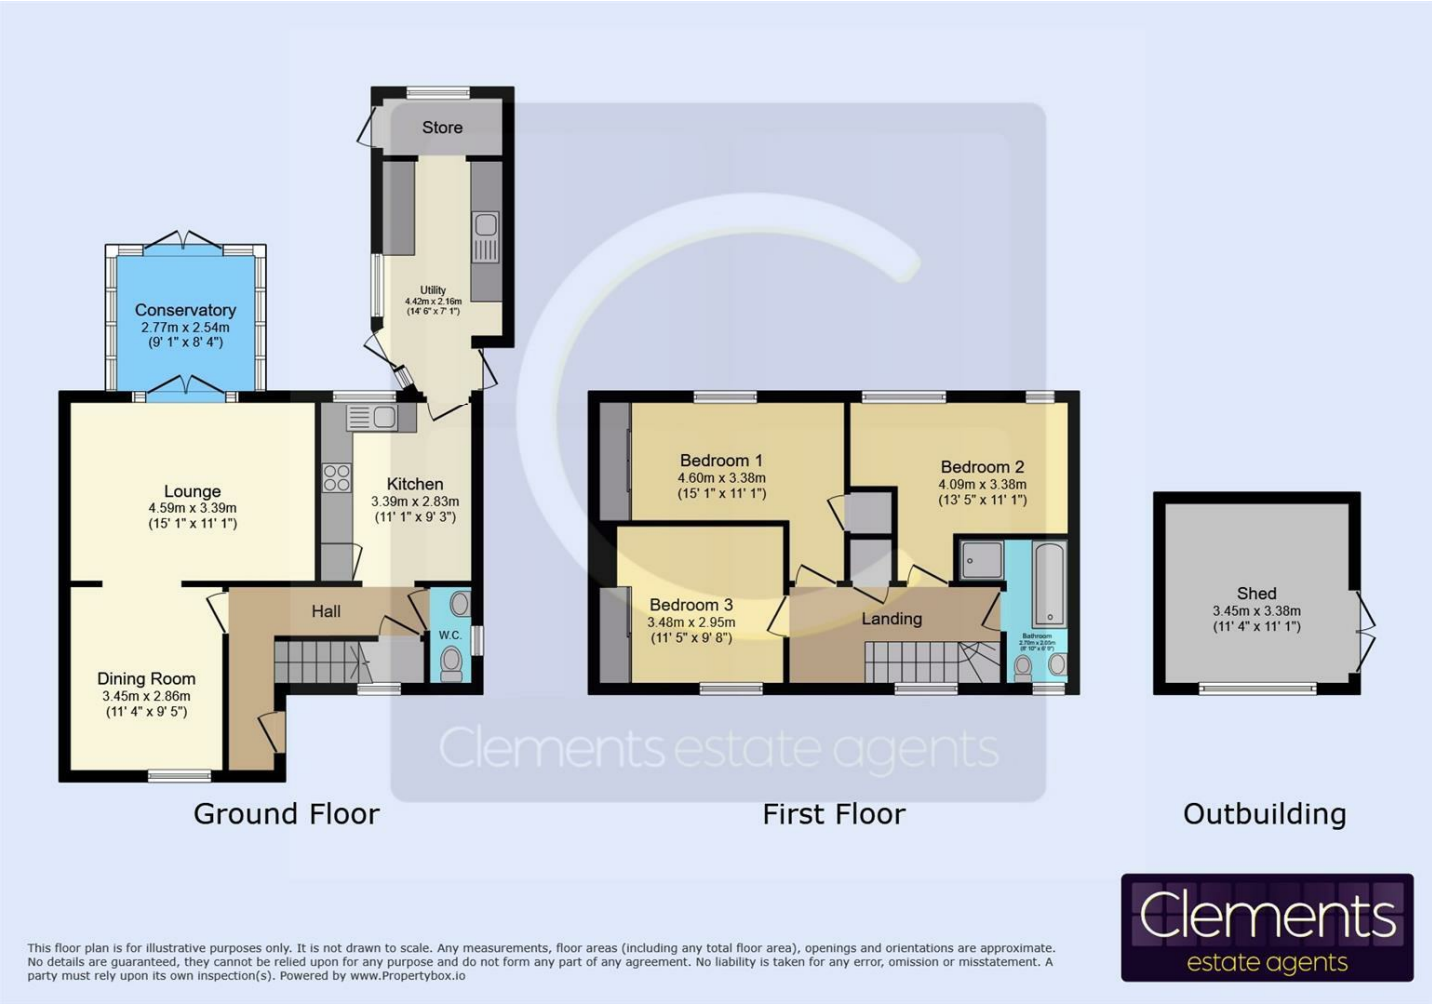 Store
Utility
4.42m x 2.16m
(14' 6" x 7' 1")
Conservatory
2.77m x 2.54m
(9' 1" x 8' 4")
Lounge
4.59m x 3.39m
(15' 1" x 11' 1")
Kitchen
3.39m x 2.83m
(11' 1" x 9' 3")
Hall
W.C.
Dining Room
3.45m x 2.86m
(11' 4" x 9' 5")
Ground Floor
Bedroom 1
4.60m x 3.38m
(15' 1" x 11' 1")
Bedroom 2
4.09m x 3.38m
(13' 5" x 11' 1")
Bedroom 3
3.48m x 2.95m
(11' 5" x 9' 8")
Landing
Bathroom
First Floor
Shed
3.45m x 3.38m
(11' 4" x 11' 1")
Outbuilding
Clements estate agents
Clements
estate agents
This floor plan is for illustrative purposes only. It is not drawn to scale. Any measurements, floor areas (including any total floor area), openings and orientations are approximate.
No details are guaranteed, they cannot be relied upon for any purpose and do not form any part of any agreement. No liability is taken for any error, omission or misstatement. A
party must rely upon its own inspection(s). Powered by www.Propertybox.io